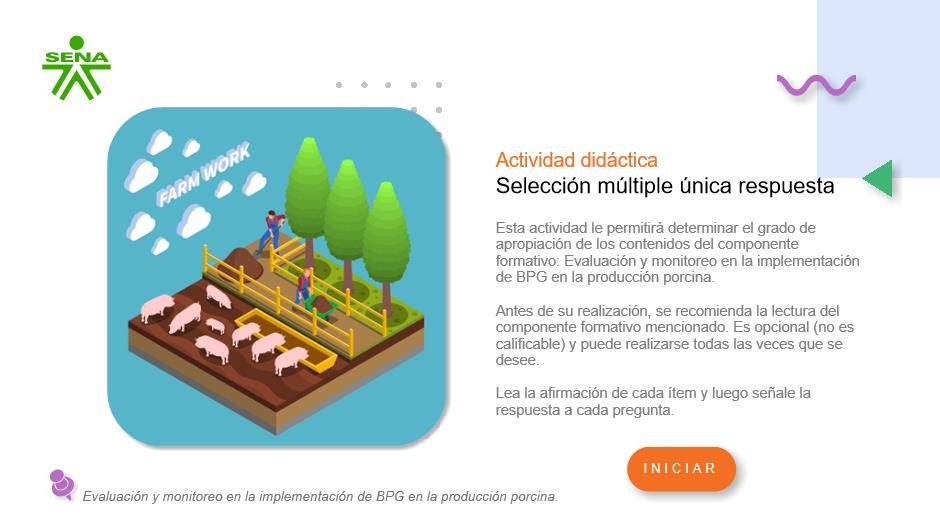 SENA
FARM WORK
Actividad didáctica
Selección múltiple única respuesta
Esta actividad le permitirá determinar el grado de
apropiación de los contenidos del componente
formativo: Evaluación y monitoreo en la implementación
de BPG en la producción porcina.
Antes de su realización, se recomienda la lectura del
componente formativo mencionado. Es opcional (no es
calificable) y puede realizarse todas las veces que se
desee.
Lea la afirmación de cada ítem y luego señale la
respuesta a cada pregunta.
INICIAR
Evaluación y monitoreo en la implementación de BPG en la producción porcina.